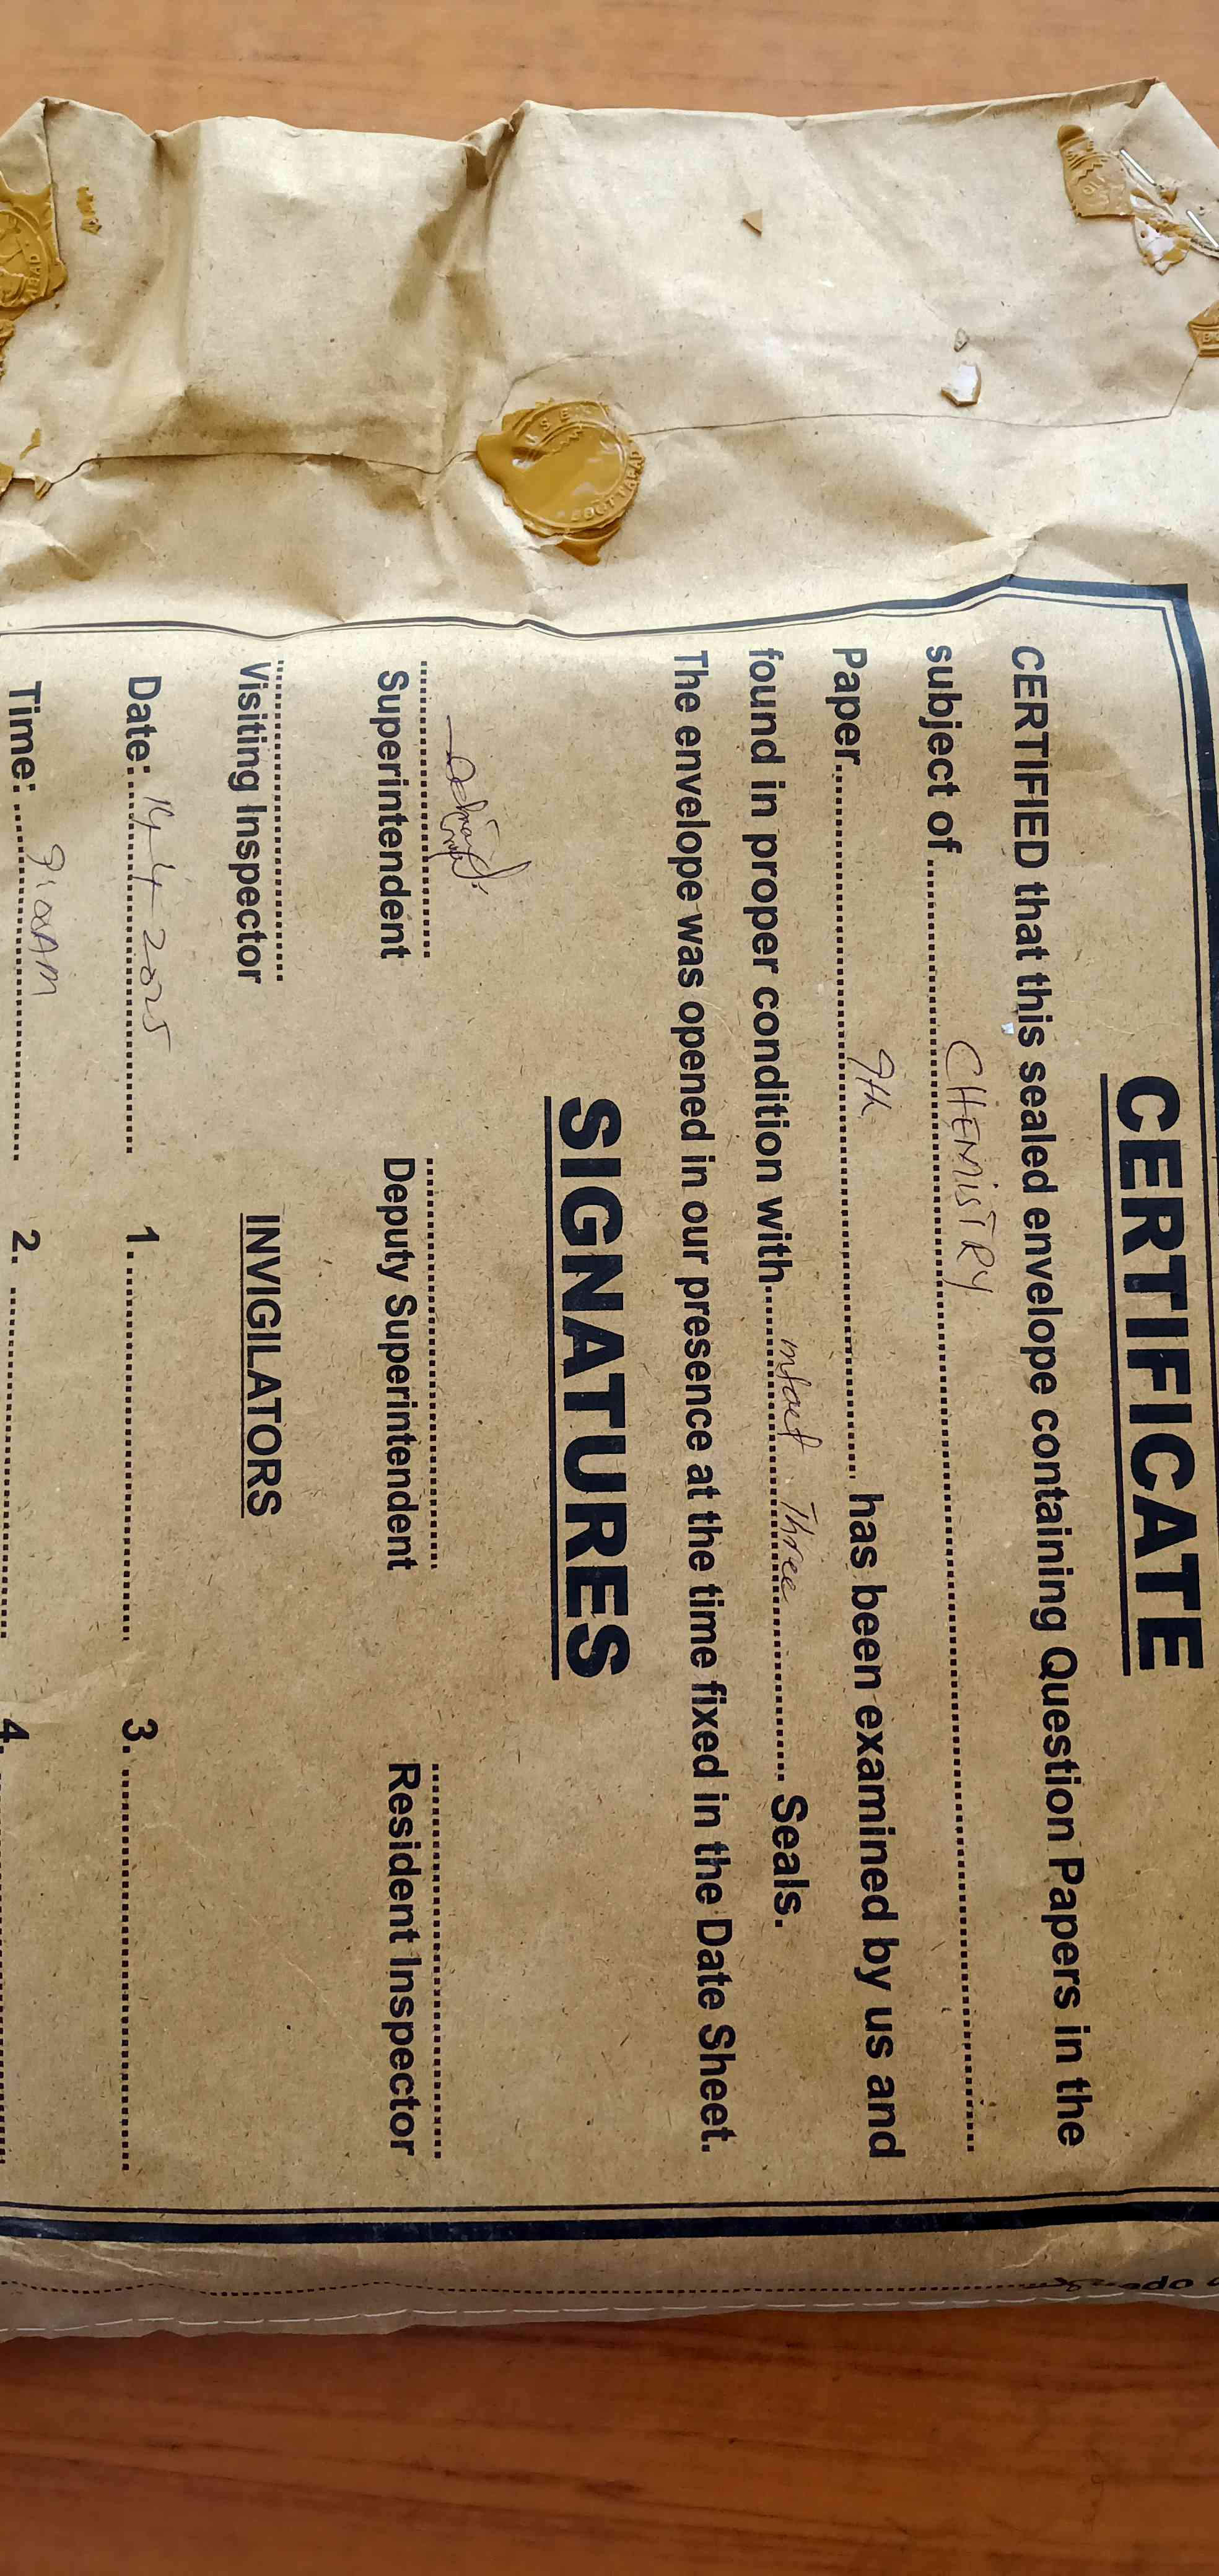 CERTIFICATE
CERTIFIED that this sealed envelope containing Question Papers in the
subject of CHEMISTRY
Paper 9th has been examined by us and
found in proper condition with intact Three Seals.
The envelope was opened in our presence at the time fixed in the Date Sheet.
SIGNATURES
Superintendent Deputy Superintendent Resident Inspector
Visiting Inspector INVIGILATORS
Date: 14 4 2025 1. 3.
Time: 9:00AM 2. 4.